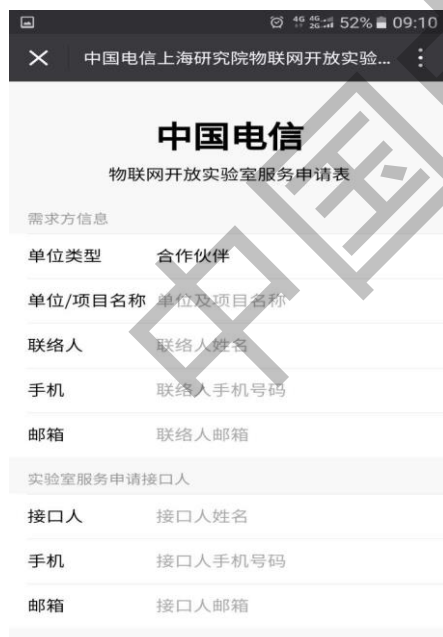 4G 4G 2G 52% 09:10
中国电信上海研究院物联网开放实验...
中国电信
物联网开放实验室服务申请表
需求方信息
单位类型 合作伙伴
单位/项目名称 单位及项目名称
联络人 联络人姓名
手机 联络人手机号码
邮箱 联络人邮箱
实验室服务申请接口人
接口人 接口人姓名
手机 接口人手机号码
邮箱 接口人邮箱
中国